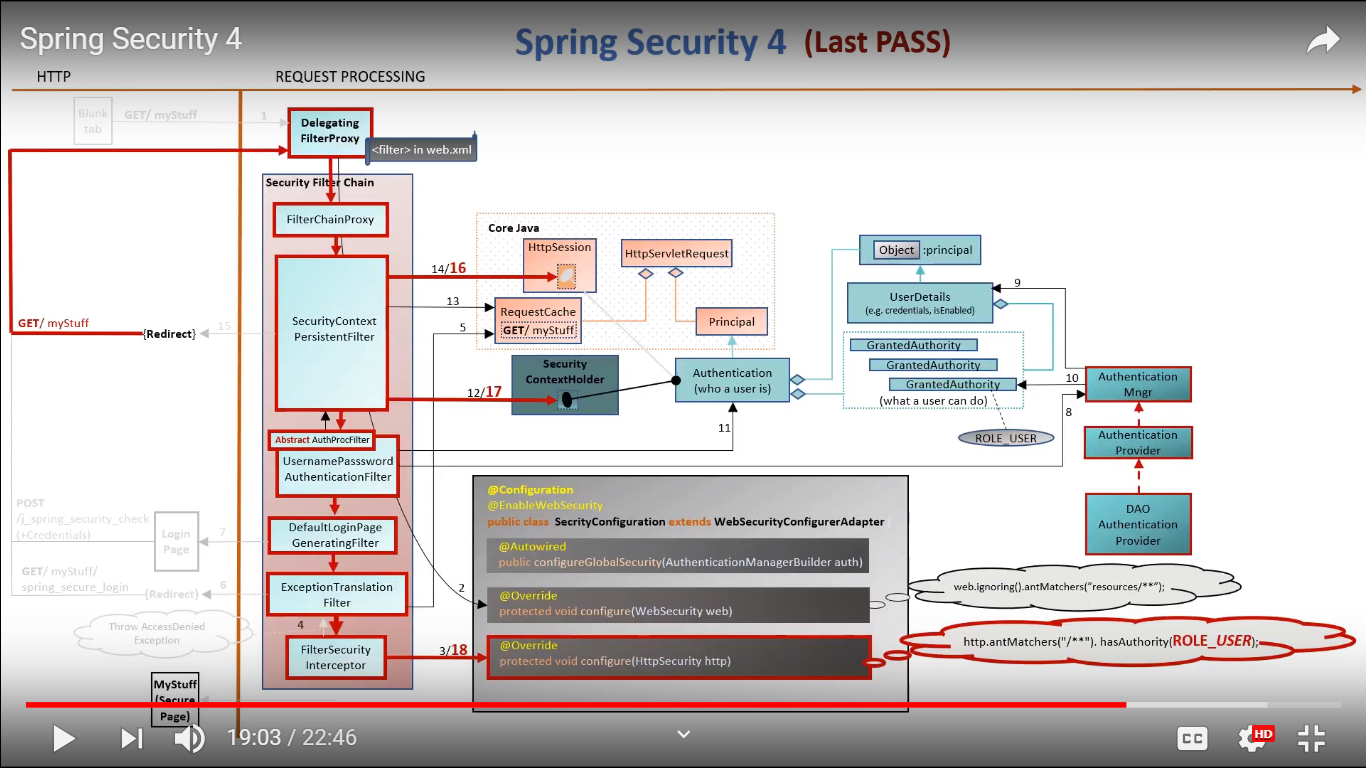 Spring Security 4
Spring Security 4 (Last PASS)
HTTP
REQUEST PROCESSING
Blank
tab
GET/ myStuff
1
Delegating
FilterProxy
<filter> in web.xml
Security Filter Chain
FilterChainProxy
Core Java
HttpSession
HttpServletRequest
Object :principal
14/16
9
UserDetails
(e.g. credentials, isEnabled)
13
RequestCache
GET/ myStuff
Principal
SecurityContext
PersistentFilter
GET/ myStuff
{Redirect}
15
5
GrantedAuthority
GrantedAuthority
GrantedAuthority
(what a user can do)
Security
ContextHolder
Authentication
(who a user is)
10
Authentication
Mngr
12/17
8
11
ROLE_USER
Abstract AuthProcFilter
UsernamePasssword
AuthenticationFilter
Authentication
Provider
@Configuration
@EnableWebSecurity
public class SecrityConfiguration extends WebSecurityConfigurerAdapter
POST
/j_spring_security_check
(+Credentials)
Login
Page
7
DefaultLoginPage
GeneratingFilter
DAO
Authentication
Provider
@Autowired
public configureGlobalSecurity(AuthenticationManagerBuilder auth)
GET/ myStuff/
spring_secure_login
{Redirect}
6
ExceptionTranslation
Filter
2
@Override
protected void configure(WebSecurity web)
web.ignoring().antMatchers("resources/**");
Throw AccessDenied
Exception
4
FilterSecurity
Interceptor
3/18
@Override
protected void configure(HttpSecurity http)
http.antMatchers("/**"). hasAuthority(ROLE_USER);
MyStuff
(Secure
Page)
19:03 / 22:46
CC
HD